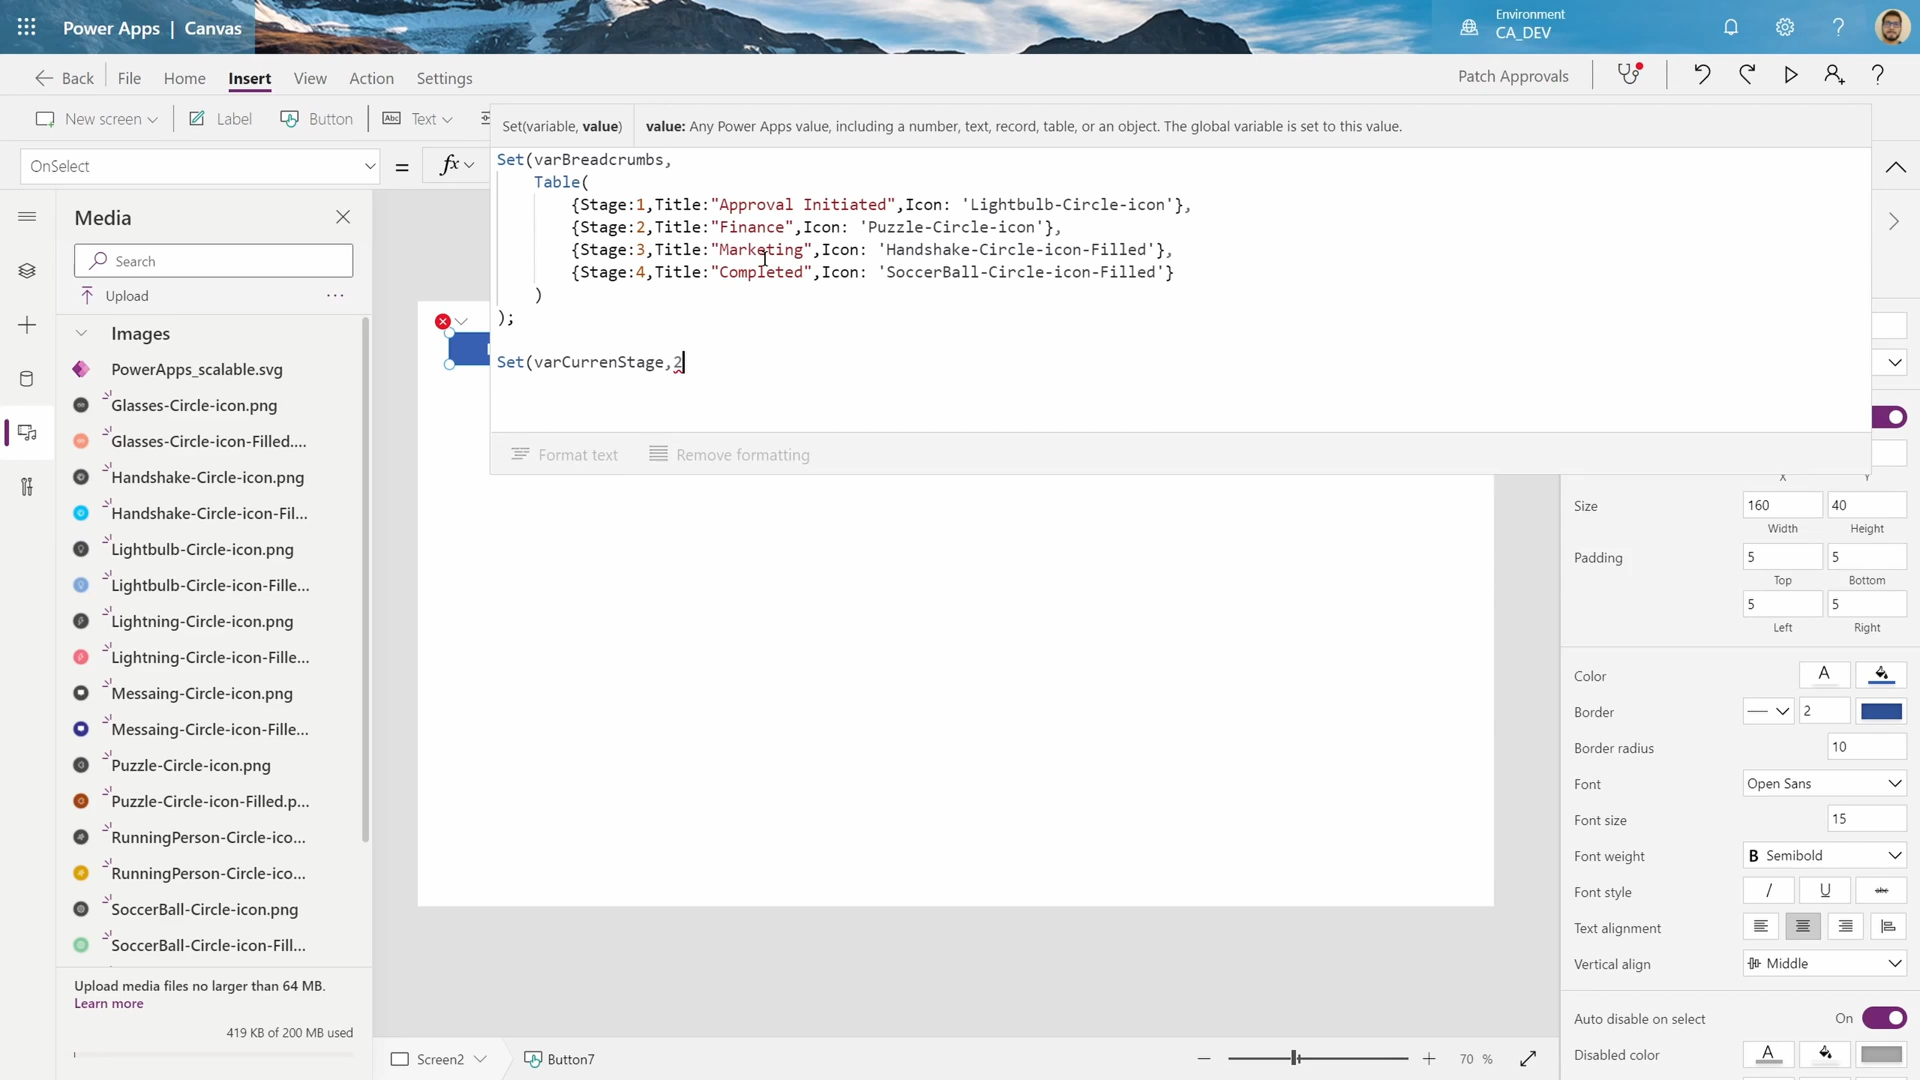 Power Apps | Canvas
Environment
CA_DEV
Back
File
Home
Insert
View
Action
Settings
Patch Approvals
New screen
Label
Button
Abc
Text
Set(variable, value)
value: Any Power Apps value, including a number, text, record, table, or an object. The global variable is set to this value.
OnSelect
=
fx
Set(varBreadcrumbs,
Table(
{Stage:1,Title:"Approval Initiated",Icon: 'Lightbulb-Circle-icon'},
{Stage:2,Title:"Finance",Icon: 'Puzzle-Circle-icon'},
{Stage:3,Title:"Marketing",Icon: 'Handshake-Circle-icon-Filled'},
{Stage:4,Title:"Completed",Icon: 'SoccerBall-Circle-icon-Filled'}
)
);
Set(varCurrenStage,2
Format text
Remove formatting
Media
Search
Upload
Images
PowerApps_scalable.svg
Glasses-Circle-icon.png
Glasses-Circle-icon-Filled....
Handshake-Circle-icon.png
Handshake-Circle-icon-Fil...
Lightbulb-Circle-icon.png
Lightbulb-Circle-icon-Fille...
Lightning-Circle-icon.png
Lightning-Circle-icon-Fille...
Messaing-Circle-icon.png
Messaing-Circle-icon-Fille...
Puzzle-Circle-icon.png
Puzzle-Circle-icon-Filled.p...
RunningPerson-Circle-ico...
RunningPerson-Circle-ico...
SoccerBall-Circle-icon.png
SoccerBall-Circle-icon-Fill...
Upload media files no larger than 64 MB.
Learn more
419 KB of 200 MB used
X
Y
Size
160
40
Width
Height
Padding
5
5
Top
Bottom
5
5
Left
Right
Color
A
Border
2
Border radius
10
Font
Open Sans
Font size
15
Font weight
B Semibold
Font style
/
U
abc
Text alignment
Vertical align
Middle
Auto disable on select
On
Disabled color
A
Screen2
Button7
70 %